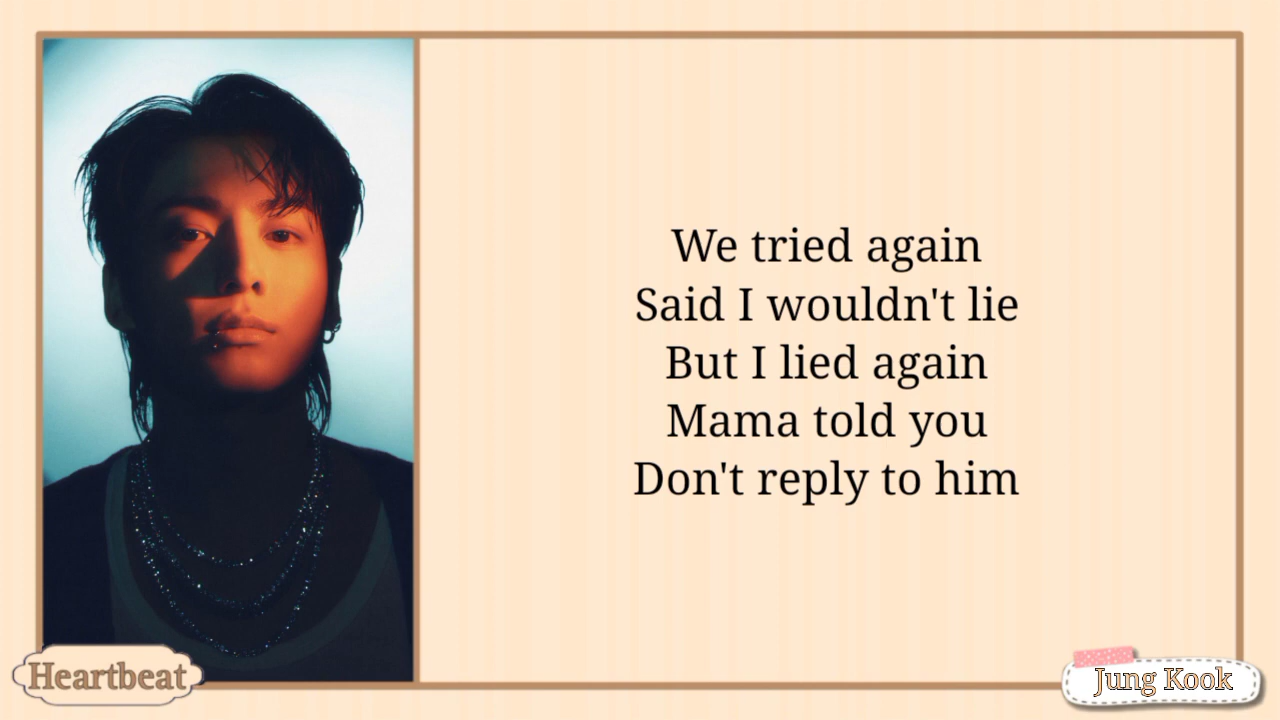 We tried again
Said I wouldn't lie
But I lied again
Mama told you
Don't reply to him
Heartbeat
Jung Kook